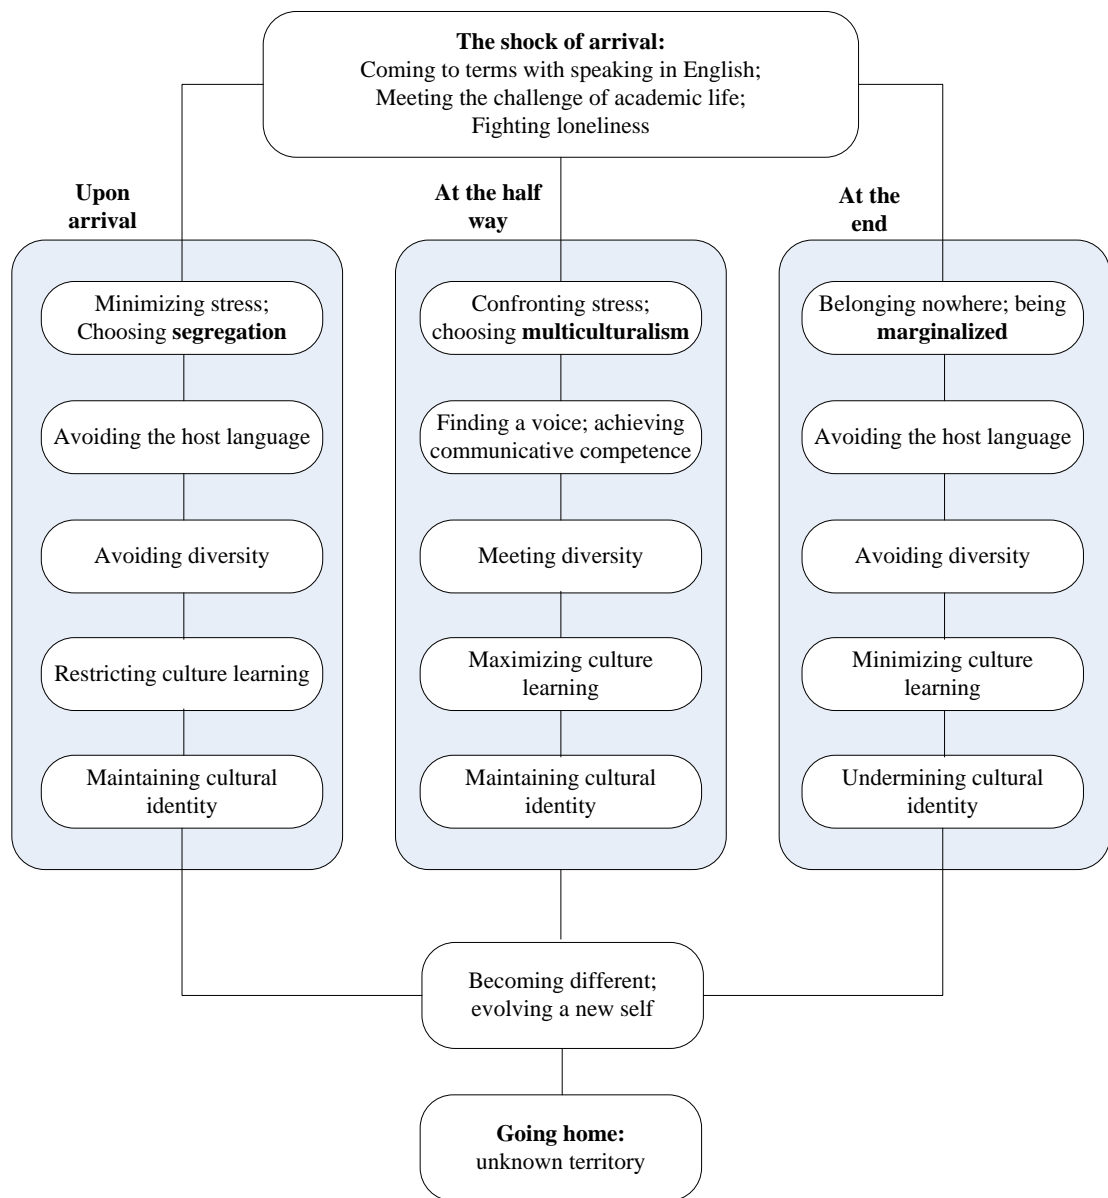 The shock of arrival:
Coming to terms with speaking in English;
Meeting the challenge of academic life;
Fighting loneliness
Upon
arrival
Minimizing stress;
Choosing segregation
Avoiding the host language
Avoiding diversity
Restricting culture learning
Maintaining cultural
identity
At the half
way
Confronting stress;
choosing multiculturalism
Finding a voice; achieving
communicative competence
Meeting diversity
Maximizing culture
learning
Maintaining cultural
identity
At the
end
Belonging nowhere; being
marginalized
Avoiding the host language
Avoiding diversity
Minimizing culture
learning
Undermining cultural
identity
Becoming different;
evolving a new self
Going home:
unknown territory